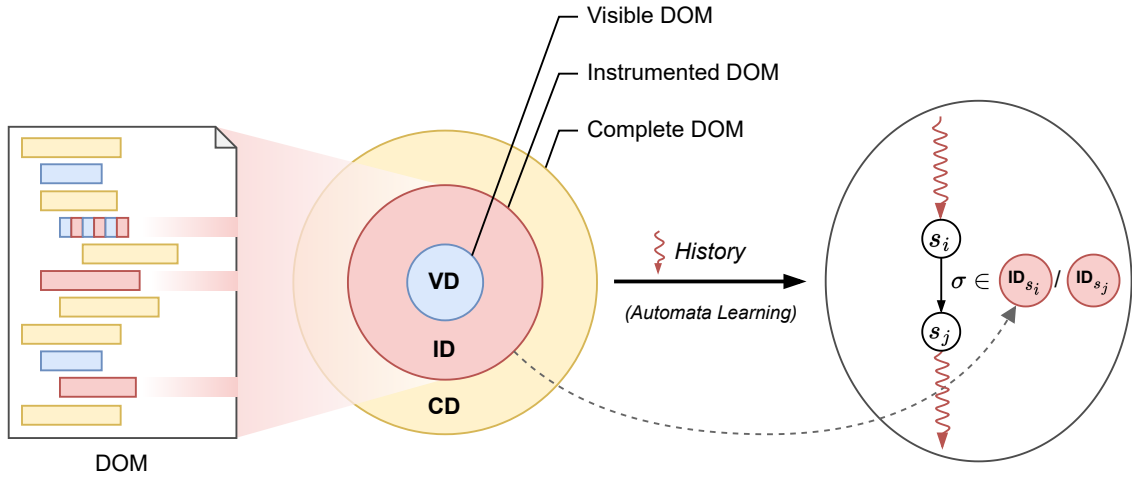 Visible DOM
Instrumented DOM
Complete DOM
VD
ID
CD
DOM
History
(Automata Learning)
s_i
σ ∈ ID_{s_i} / ID_{s_j}
s_j